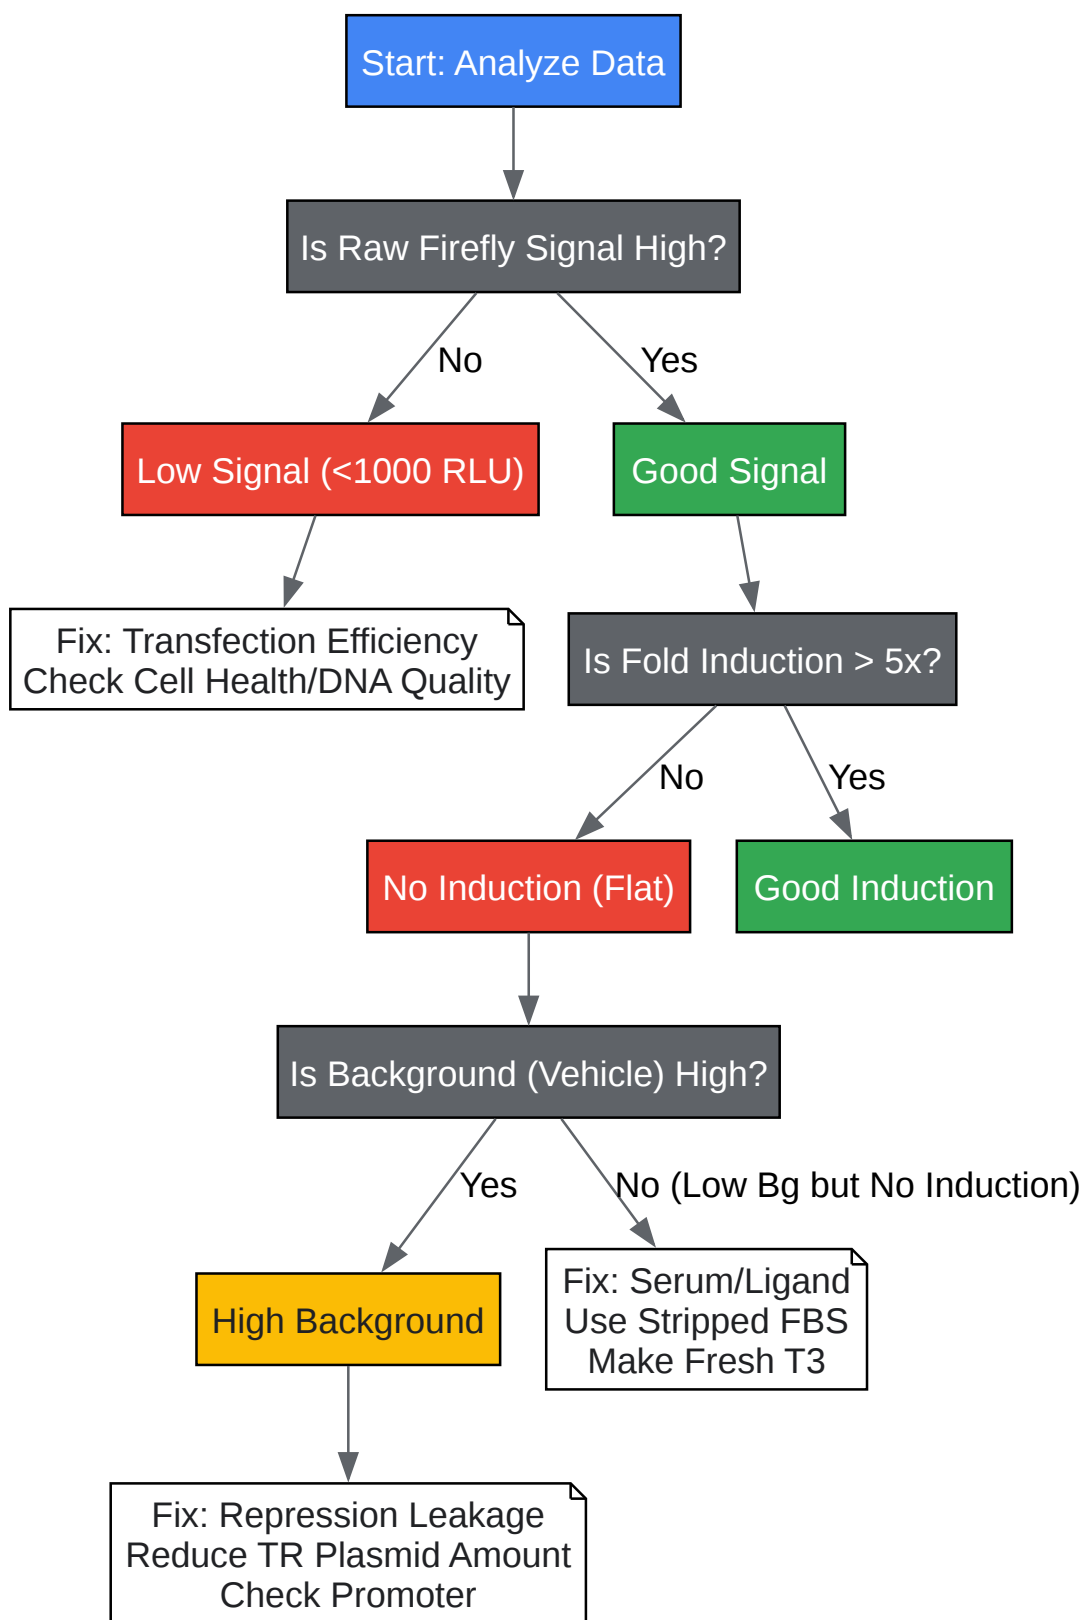 Start: Analyze Data
Is Raw Firefly Signal High?
No
Yes
Low Signal (<1000 RLU)
Good Signal
Fix: Transfection Efficiency
Check Cell Health/DNA Quality
Is Fold Induction > 5x?
No
Yes
No Induction (Flat)
Good Induction
Is Background (Vehicle) High?
Yes
No (Low Bg but No Induction)
High Background
Fix: Serum/Ligand
Use Stripped FBS
Make Fresh T3
Fix: Repression Leakage
Reduce TR Plasmid Amount
Check Promoter